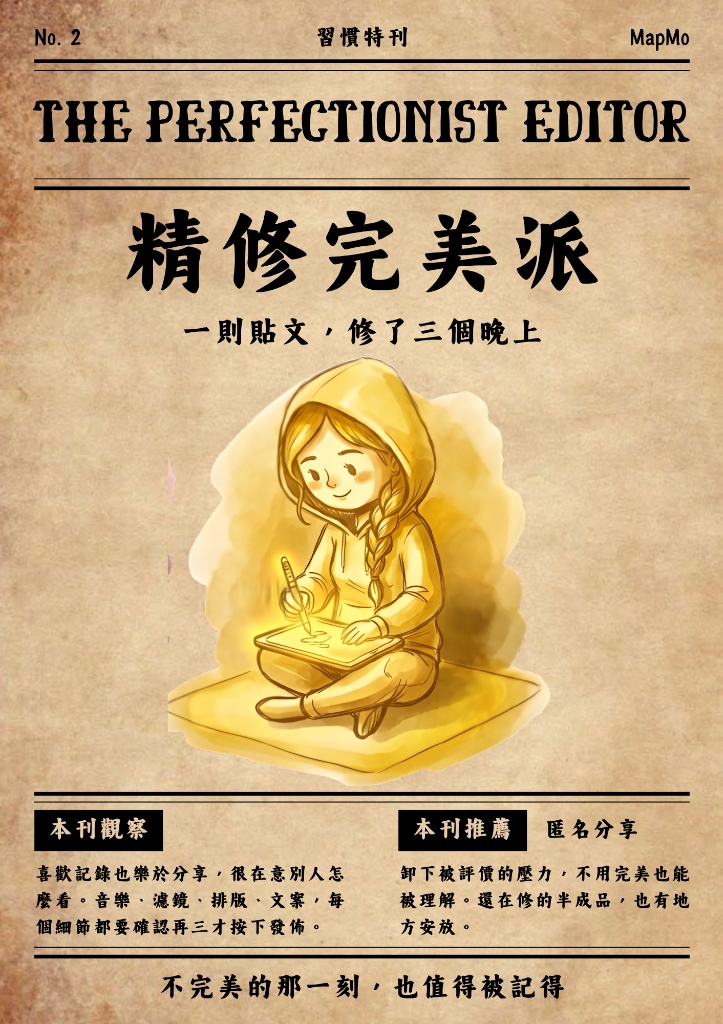 No. 2
習慣特刊
MapMo
THE PERFECTIONIST EDITOR
精修完美派
一則貼文，修了三個晚上
本刊觀察
喜歡記錄也樂於分享，很在意別人怎
麼看。音樂、濾鏡、排版、文案，每
個細節都要確認再三才按下發佈。
本刊推薦
匿名分享
卸下被評價的壓力，不用完美也能
被理解。還在修的半成品，也有地
方安放。
不完美的那一刻，也值得被記得